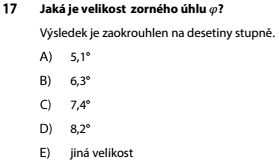 17 Jaká je velikost zorného úhlu φ?
Výsledek je zaokrouhlen na desetiny stupně.
A) 5,1°
B) 6,3°
C) 7,4°
D) 8,2°
E) jiná velikost